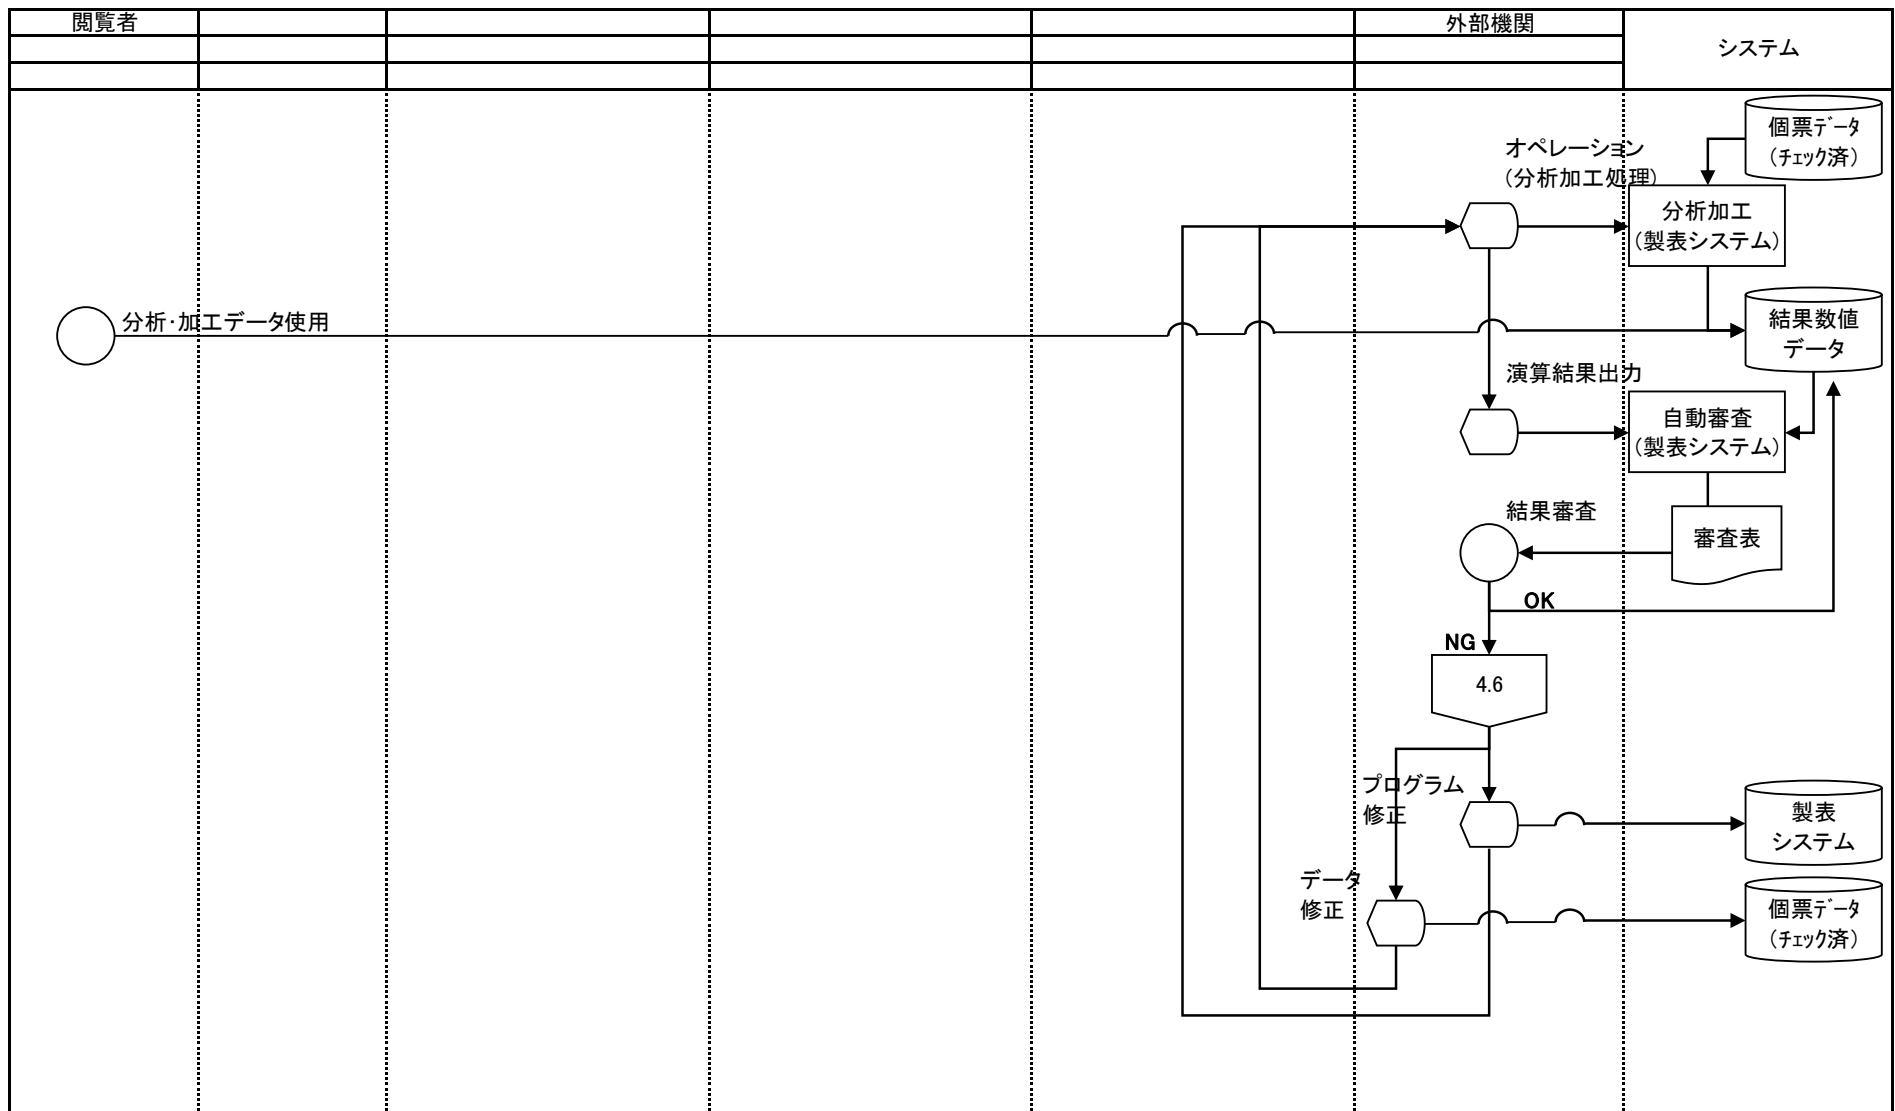 閲覧者
外部機関
システム
個票ﾃﾞｰﾀ
（ﾁｪｯｸ済）
オペレーション
（分析加工処理）
分析加工
（製表システム）
分析・加工データ使用
結果数値
データ
演算結果出力
自動審査
（製表システム）
結果審査
審査表
OK
NG
4.6
プログラム
修正
製表
システム
データ
修正
個票ﾃﾞｰﾀ
（ﾁｪｯｸ済）